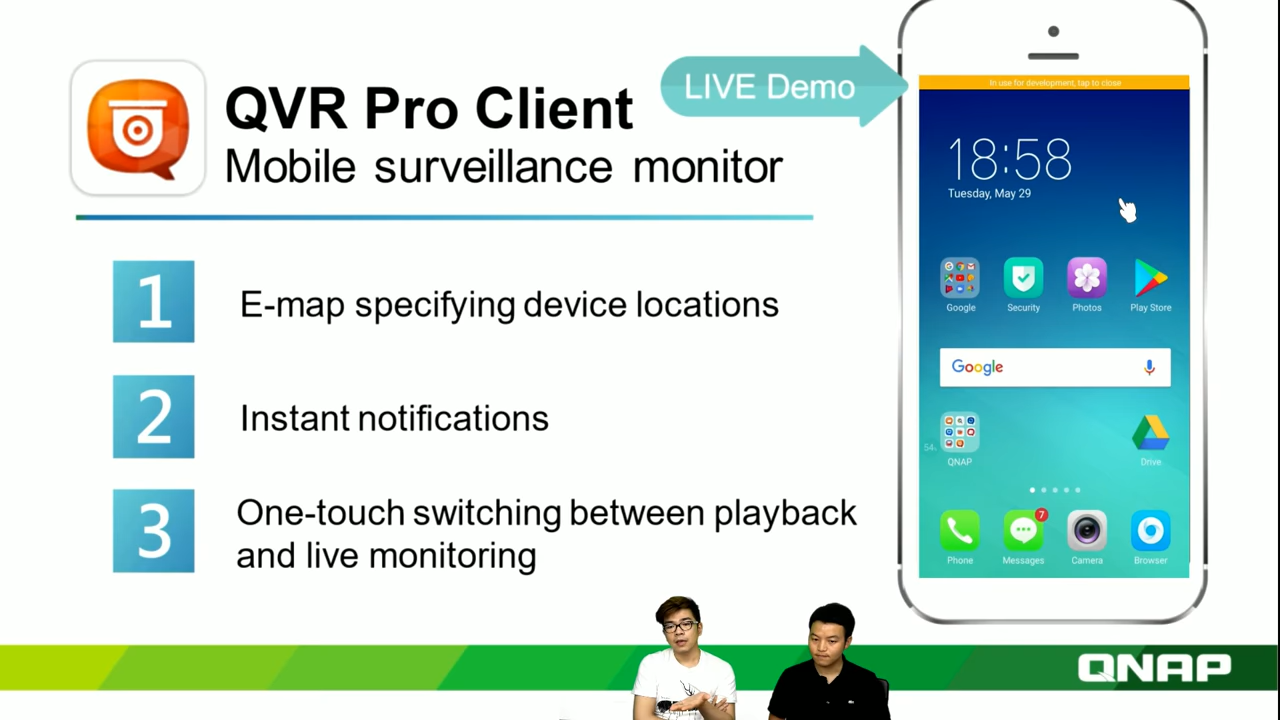 QVR Pro Client
LIVE Demo
Mobile surveillance monitor
1
E-map specifying device locations
2
Instant notifications
3
One-touch switching between playback
and live monitoring
In use for development, tap to close
18:58
Tuesday, May 29
Google
Security
Photos
Play Store
Google
QNAP
Drive
7
Phone
Messages
Camera
Browser
QNAP